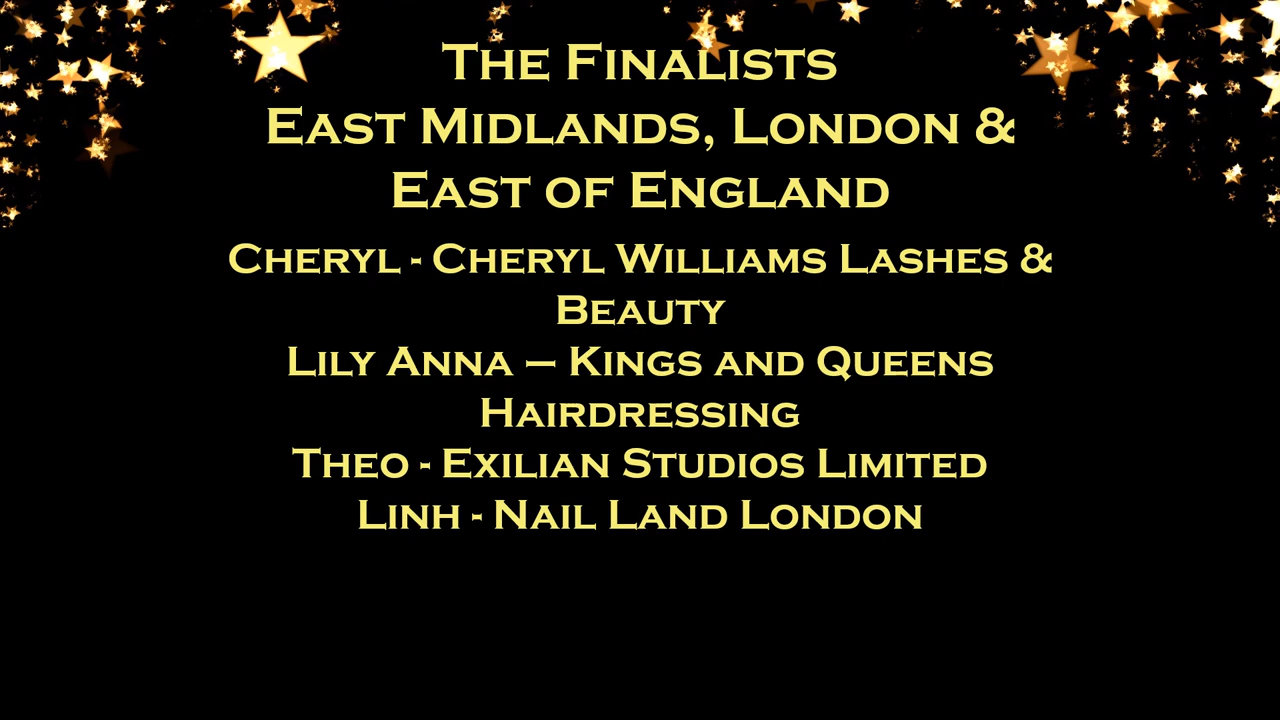 The Finalists
East Midlands, London &
East of England
Cheryl - Cheryl Williams Lashes &
Beauty
Lily Anna – Kings and Queens
Hairdressing
Theo - Exilian Studios Limited
Linh - Nail Land London